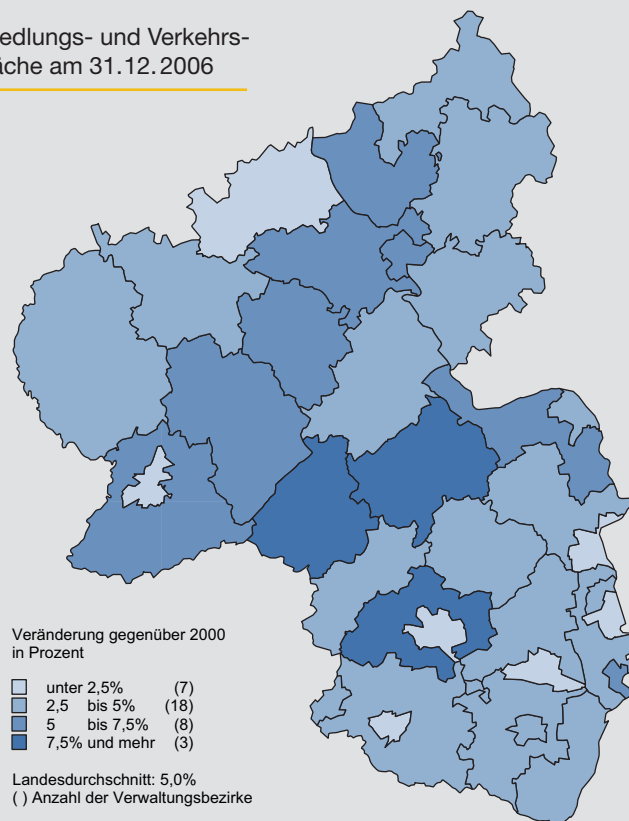 edlungs- und Verkehrs-
äche am 31.12.2006
Veränderung gegenüber 2000
in Prozent
unter 2,5% (7)
2,5 bis 5% (18)
5 bis 7,5% (8)
7,5% und mehr (3)
Landesdurchschnitt: 5,0%
( ) Anzahl der Verwaltungsbezirke